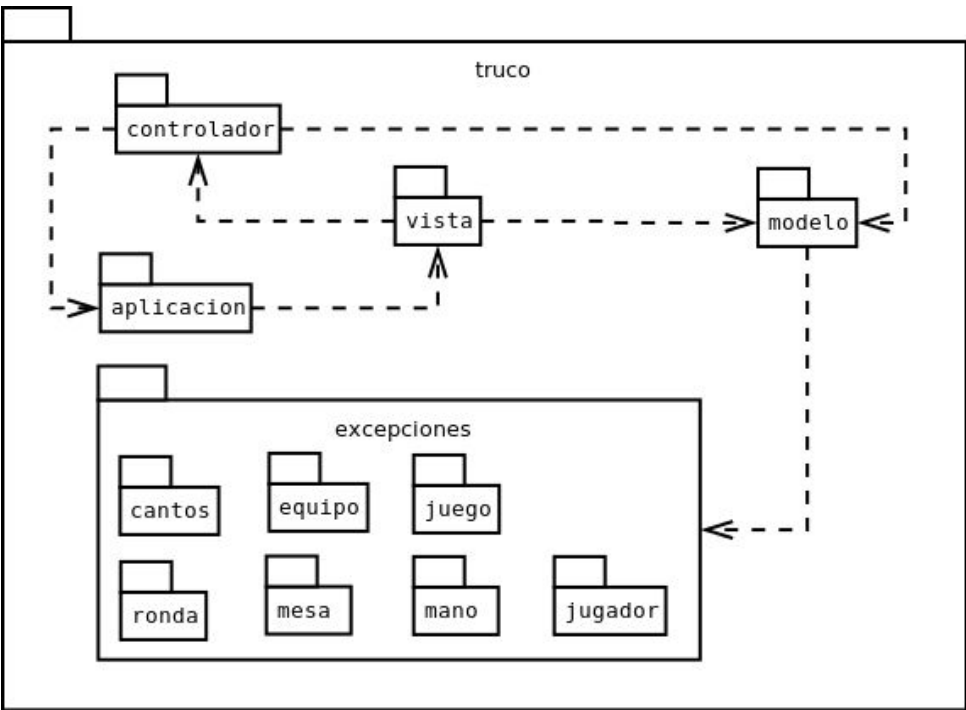 truco
controlador
vista
modelo
aplicacion
excepciones
cantos
equipo
juego
ronda
mesa
mano
jugador